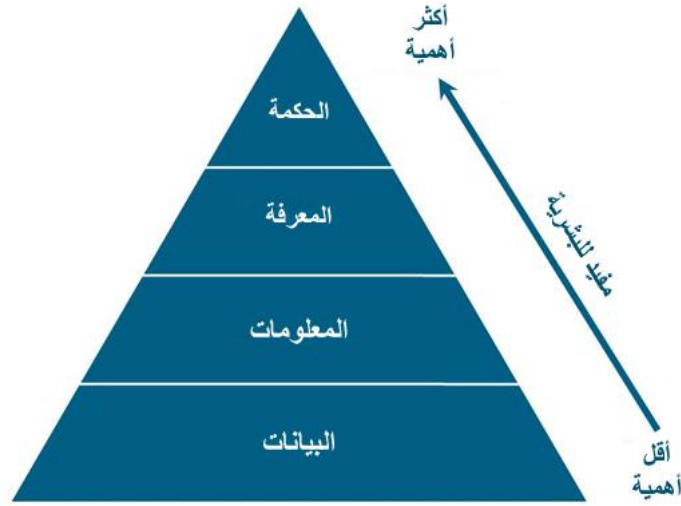 أكثر
أهمية
الحكمة
المعرفة
مفيد للبشرية
المعلومات
البيانات
أقل
أهمية